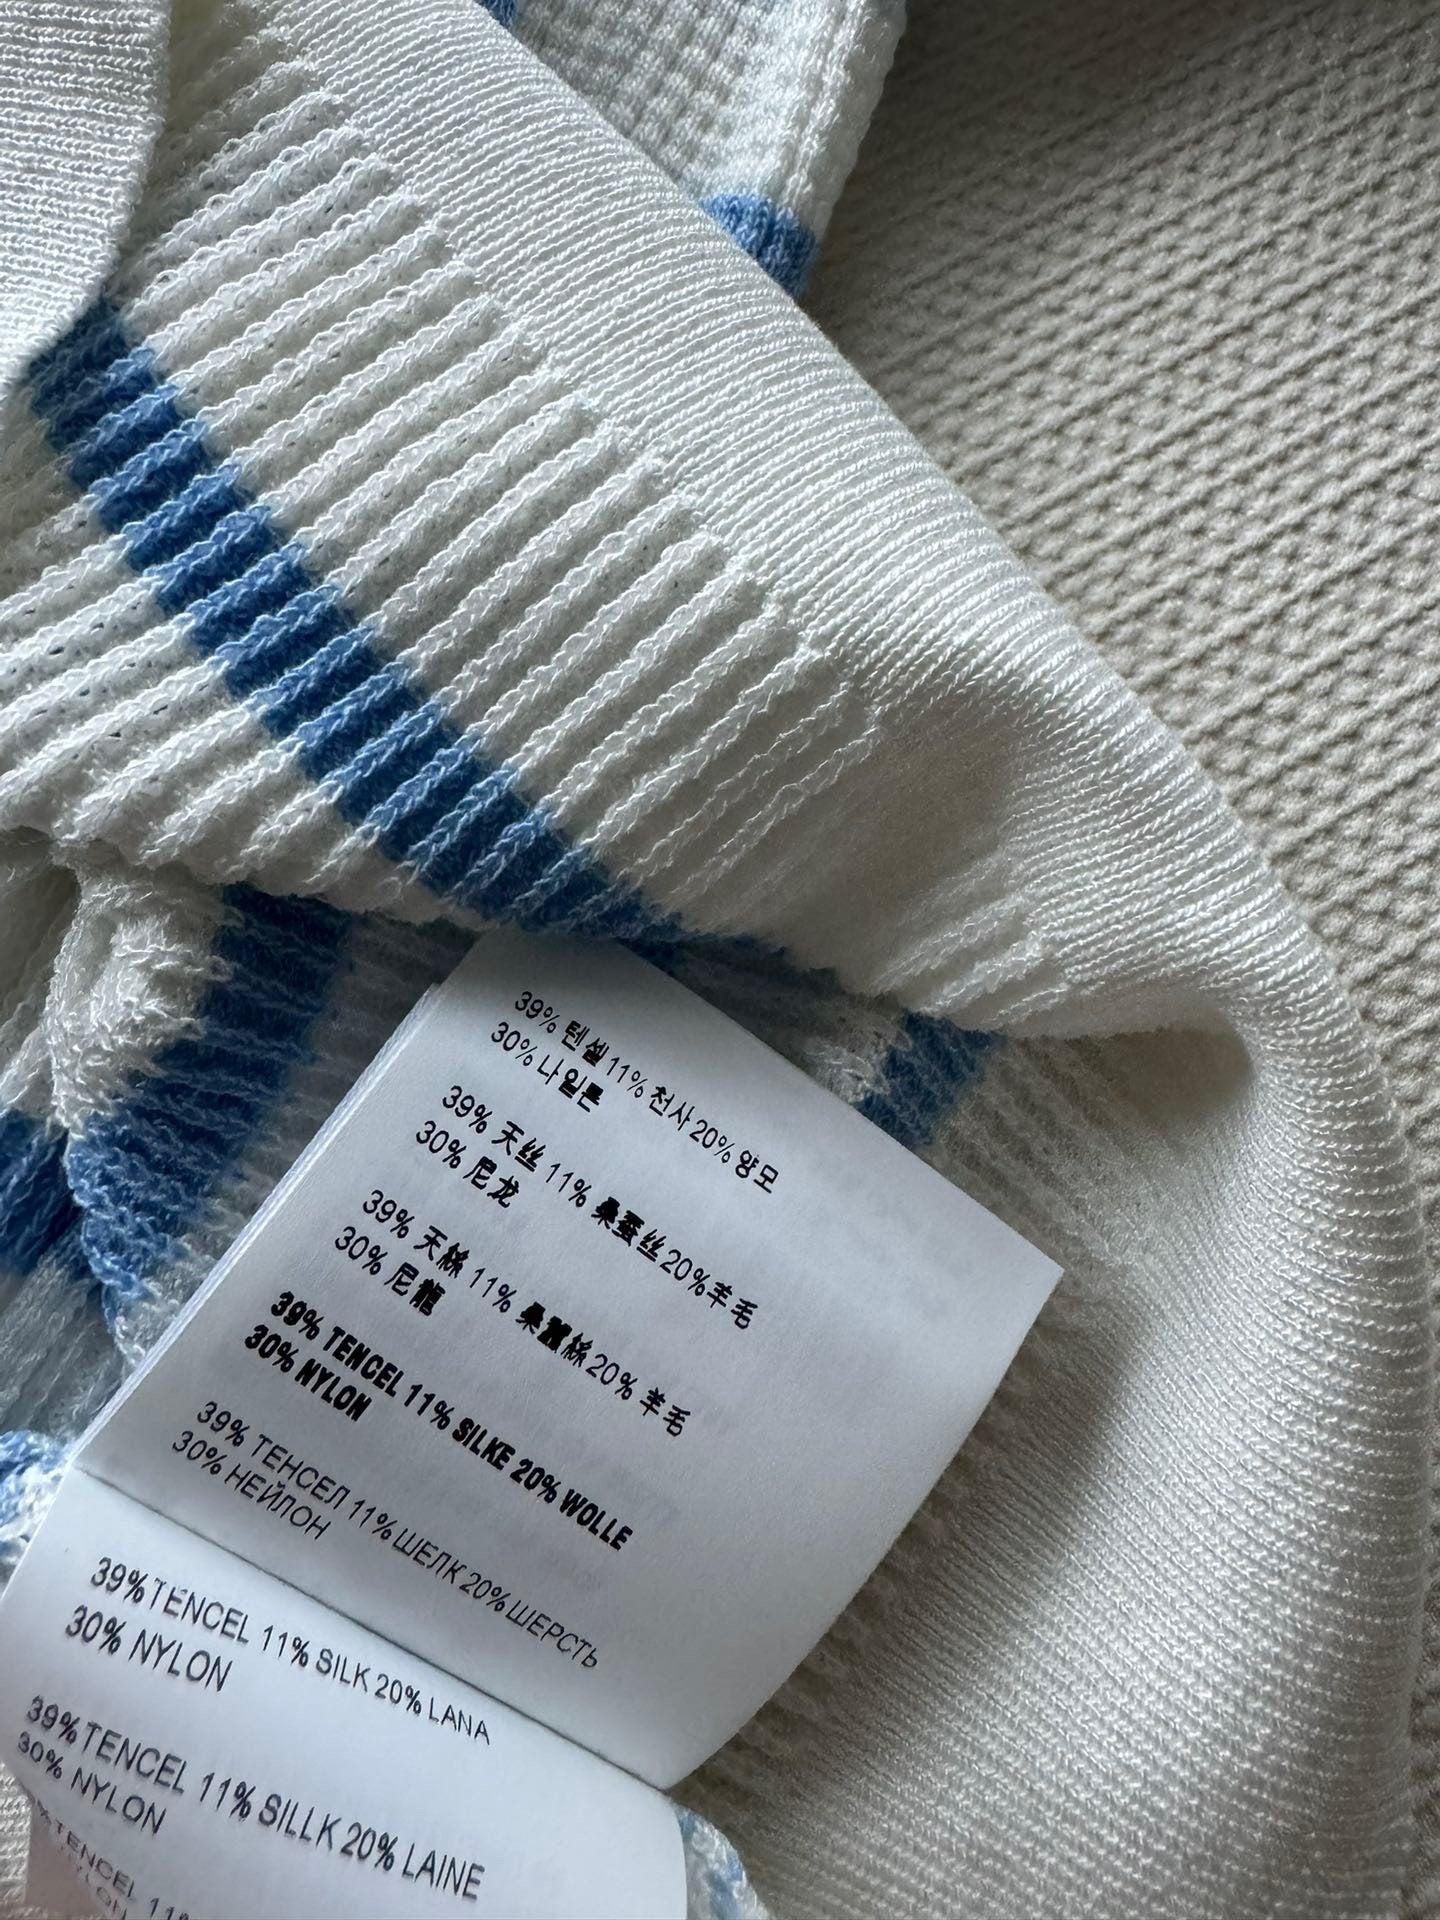 39% 텐셀 11% 천사 20% 양모
30% 나일론
39% 天丝 11% 桑蚕丝 20% 羊毛
30% 尼龙
39% 天絲 11% 桑蠶絲 20% 羊毛
30% 尼龍
39% TENCEL 11% SILKE 20% WOLLE
30% NYLON
39% ТЕНСЕЛ 11% ШЕЛК 20% ШЕРСТЬ
30% НЕЙЛОН
39% TENCEL 11% SILK 20% LANA
30% NYLON
39% TENCEL 11% SILLK 20% LAINE
30% NYLON
% TENCEL 11%
NYLON